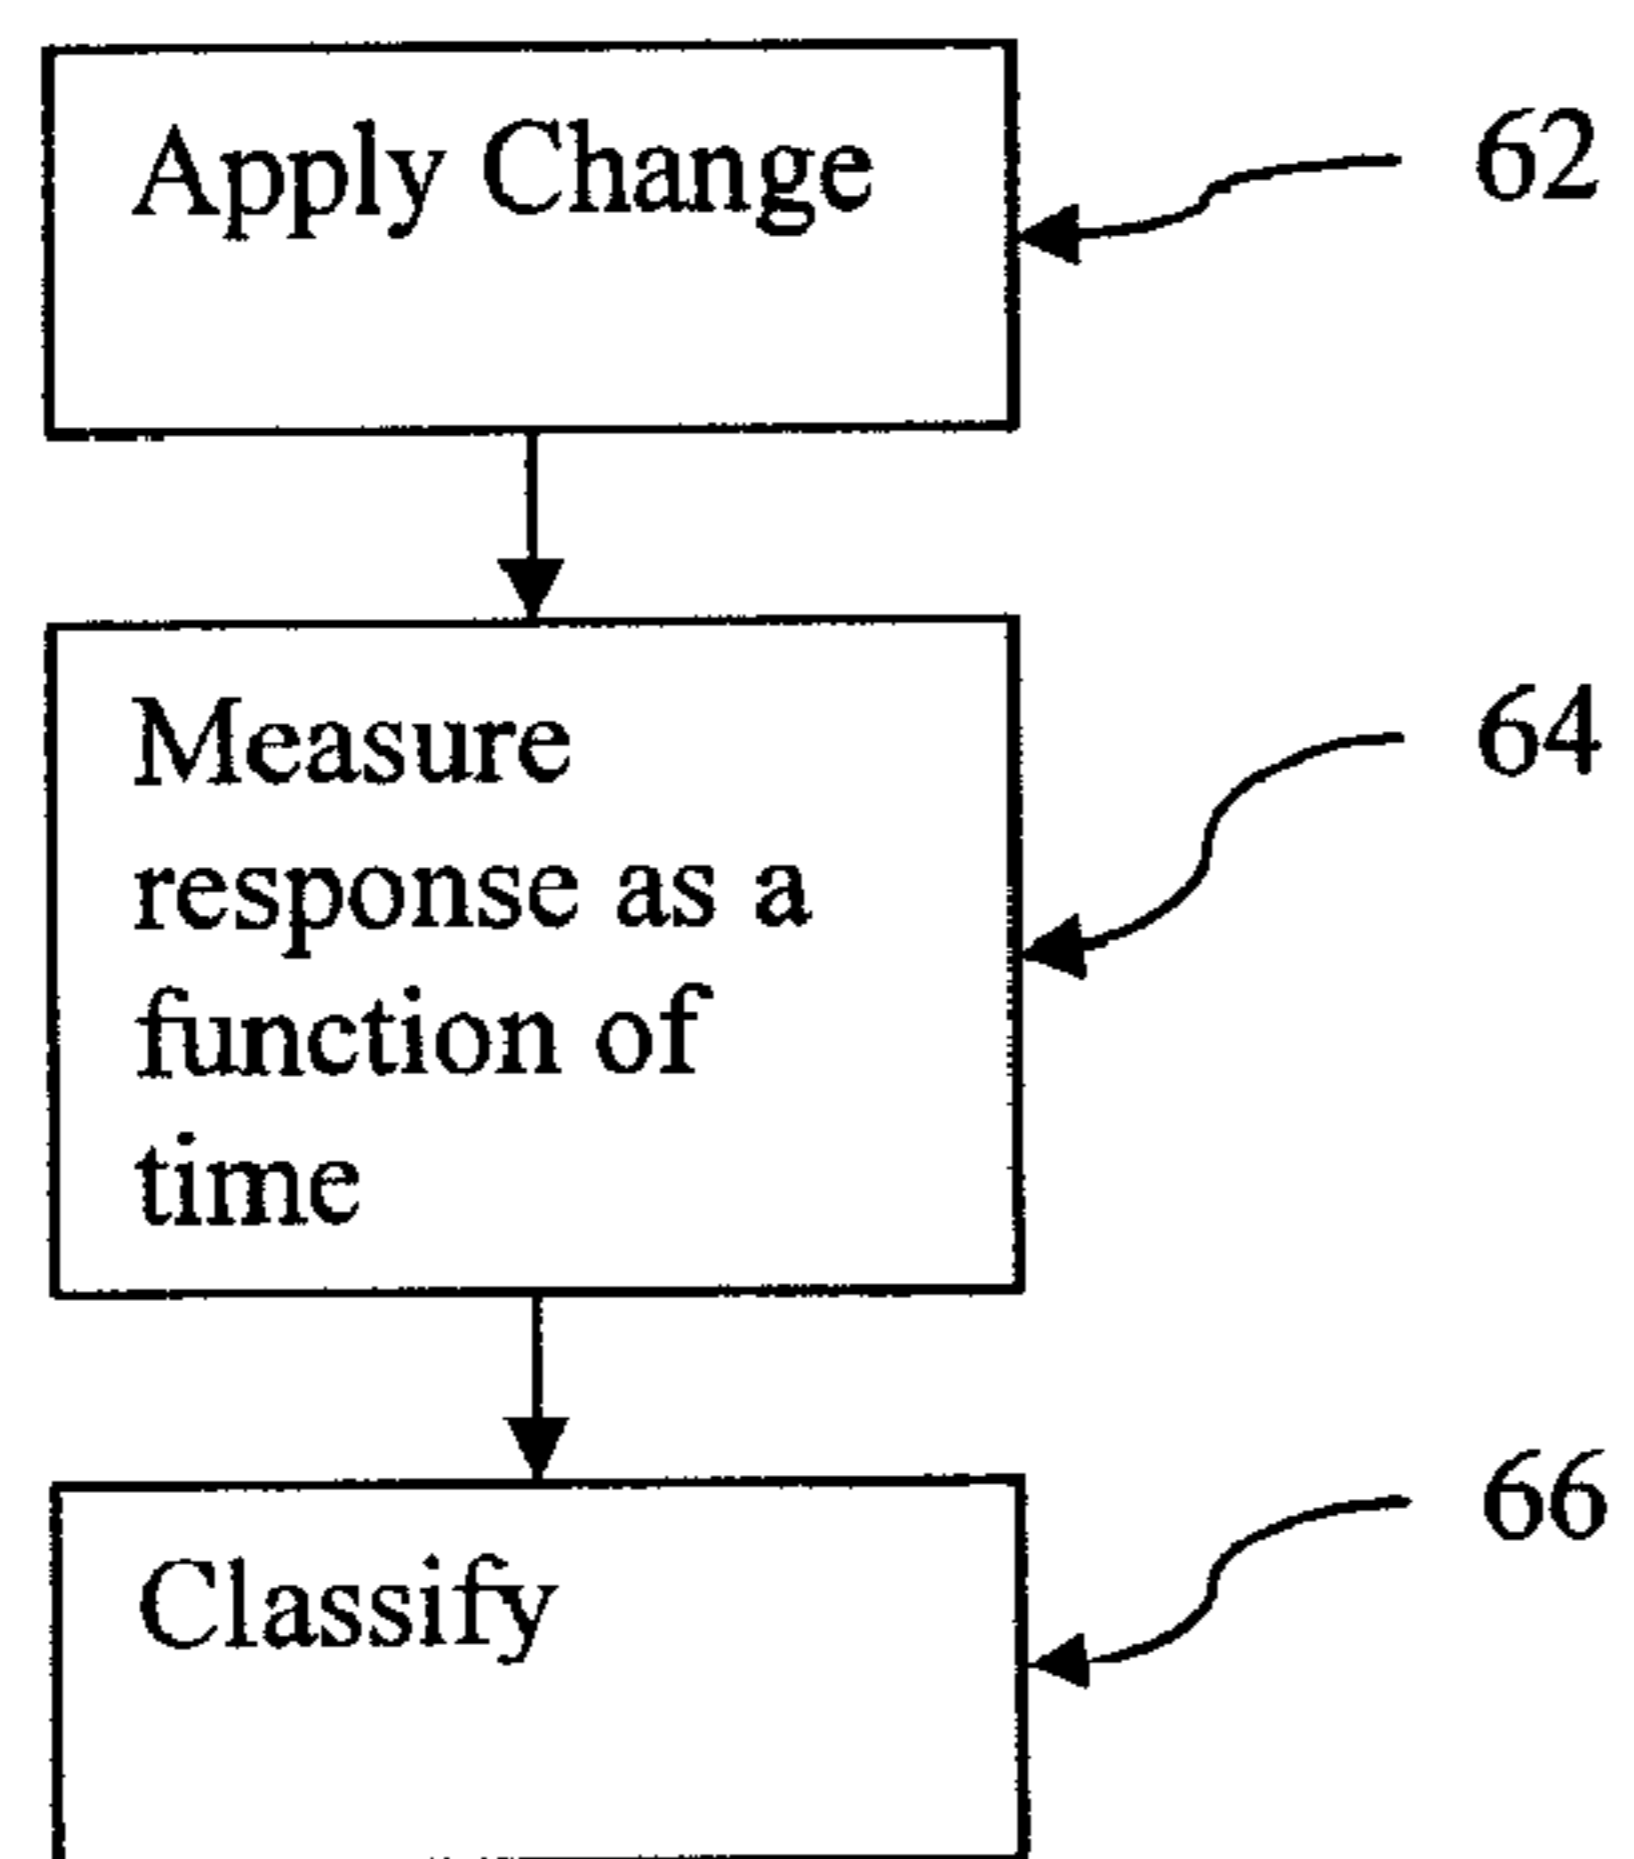 Apply Change
62
Measure
response as a
function of
time
64
Classify
66